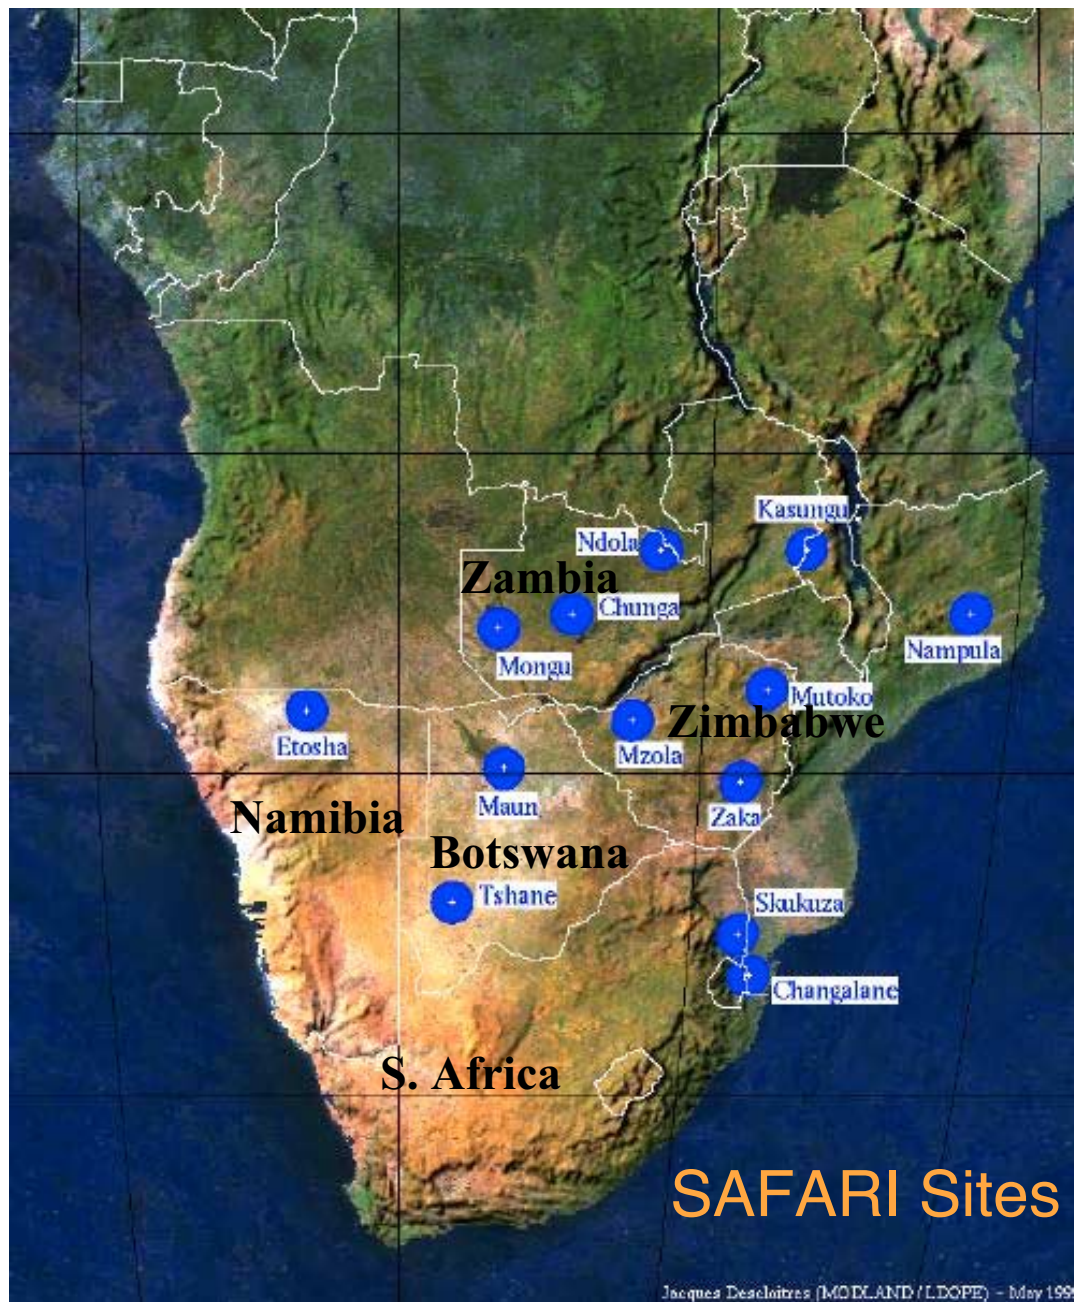 Kasungu
Ndola
Zambia
Chunga
Mongu
Nampula
Mutoko
Etosha
Zimbabwe
Mzola
Maun
Zaka
Namibia
Botswana
Tshane
Skukuza
Changalane
S. Africa
SAFARI Sites
Jacques Descloitres (MODLAND / LDOPE) - May 199